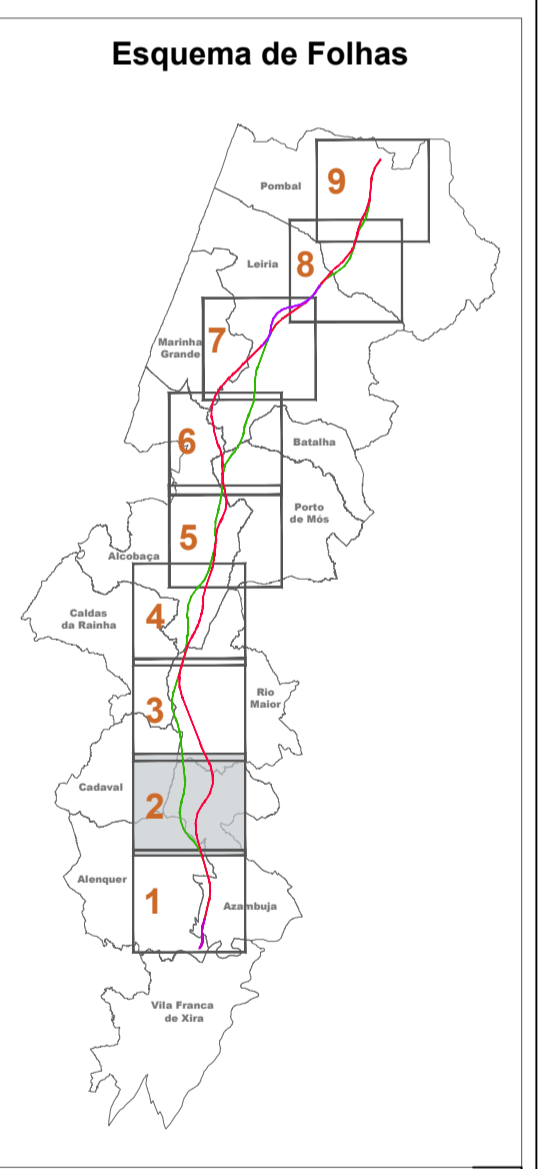 Esquema de Folhas
9
Pombal
8
Leiria
7
Marinha
Grande
6
Batalha
5
Porto
de Mós
Alcobaça
4
Caldas
da Rainha
3
Rio
Maior
2
Cadaval
1
Alenquer
Azambuja
Vila Franca
de Xira